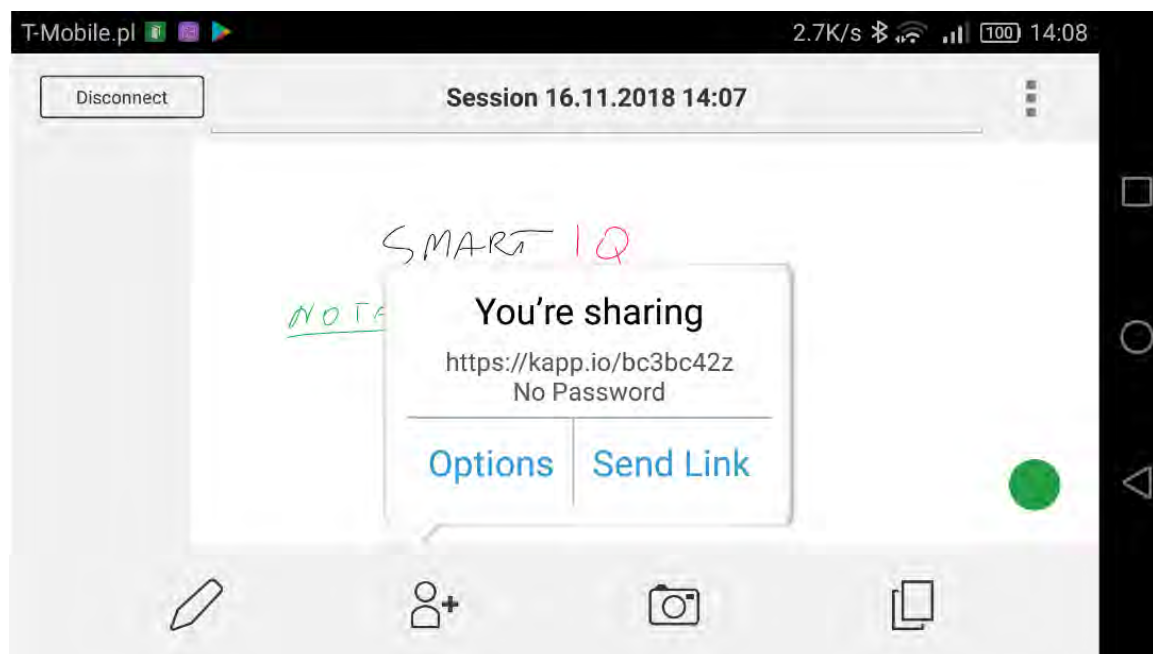 T-Mobile.pl 2.7K/s 100 14:08
Disconnect Session 16.11.2018 14:07
SMART IQ
You're sharing
https://kapp.io/bc3bc42z
No Password
Options Send Link